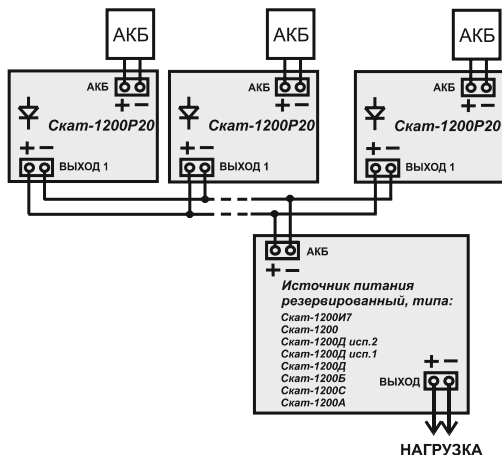 АКБ
АКБ
АКБ
АКБ
+ −
Скат-1200Р20
+ −
ВЫХОД 1
АКБ
+ −
Скат-1200Р20
+ −
ВЫХОД 1
АКБ
+ −
Скат-1200Р20
+ −
ВЫХОД 1
АКБ
+ −
Источник питания
резервированный, типа:
Скат-1200И7
Скат-1200
Скат-1200Д исп.2
Скат-1200Д исп.1
Скат-1200Д
Скат-1200Б
Скат-1200С
Скат-1200А
+ −
ВЫХОД
НАГРУЗКА